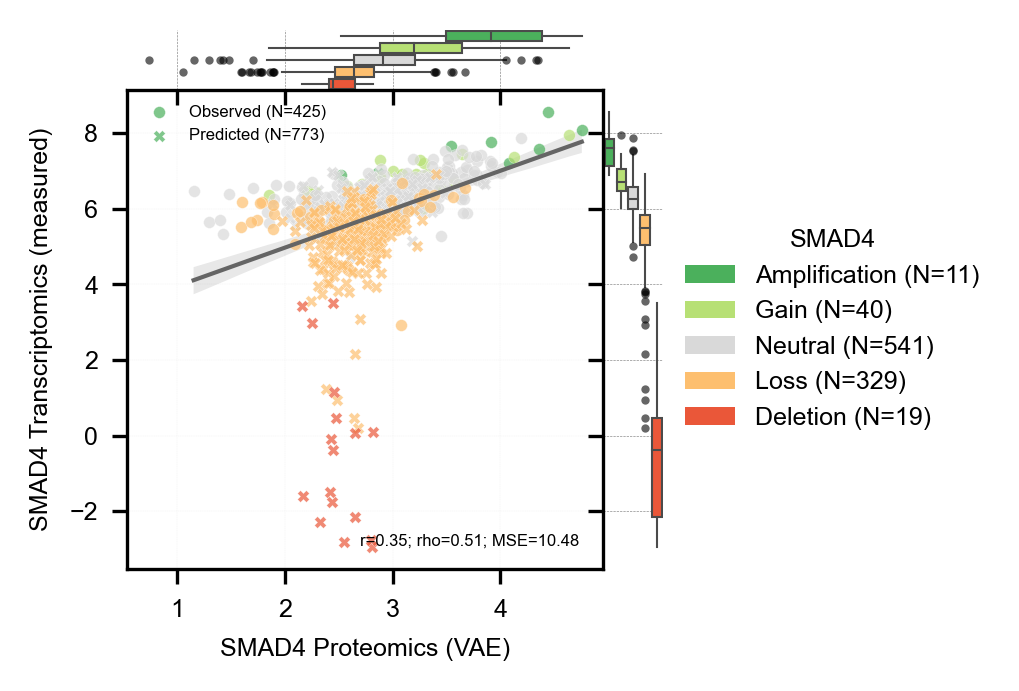 Observed (N=425)
Predicted (N=773)
8
6
4
2
0
−2
SMAD4 Transcriptomics (measured)
r=0.35; rho=0.51; MSE=10.48
1
2
3
4
SMAD4 Proteomics (VAE)
SMAD4
Amplification (N=11)
Gain (N=40)
Neutral (N=541)
Loss (N=329)
Deletion (N=19)